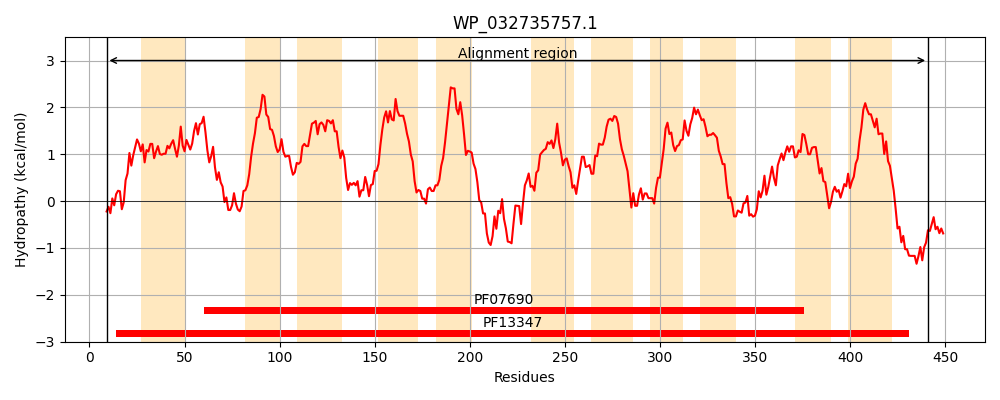 WP_032735757.1
Hydropathy (kcal/mol)
3
2
1
0
−1
−2
−3
Alignment region
PF07690
PF13347
0 50 100 150 200 250 300 350 400 450
Residues